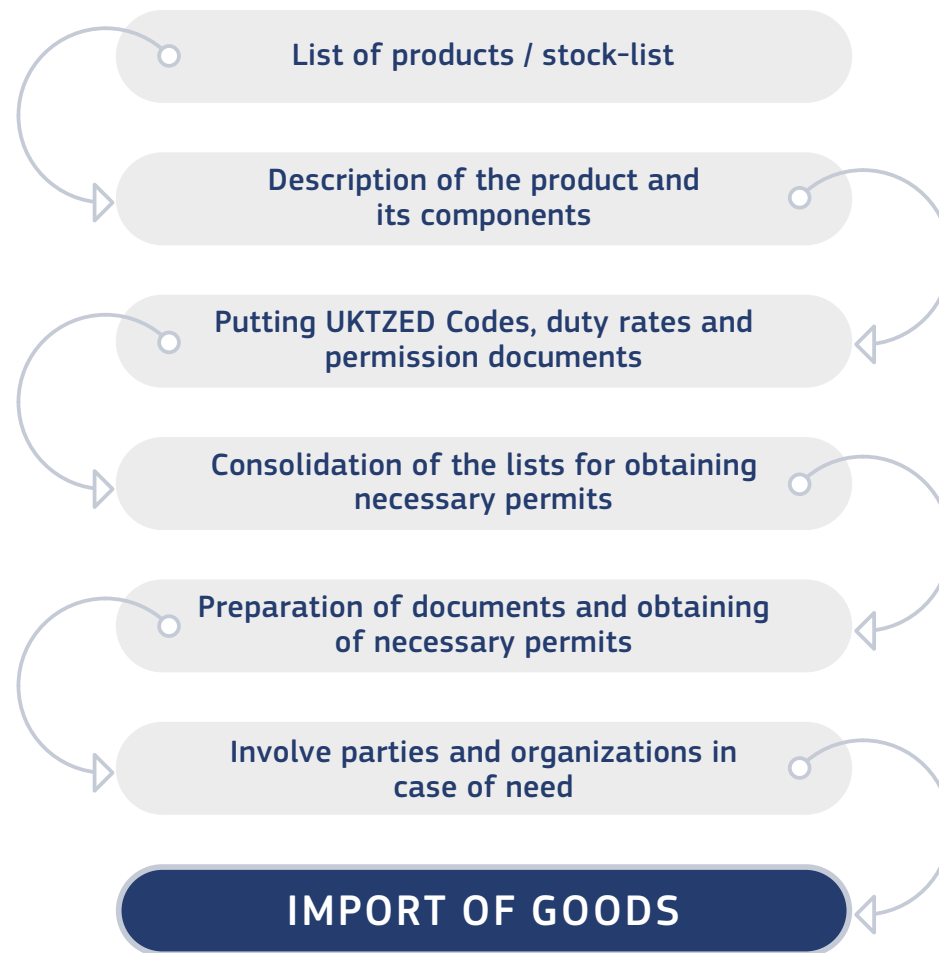 List of products / stock-list
Description of the product and
its components
Putting UKTZED Codes, duty rates and
permission documents
Consolidation of the lists for obtaining
necessary permits
Preparation of documents and obtaining
of necessary permits
Involve parties and organizations in
case of need
IMPORT OF GOODS